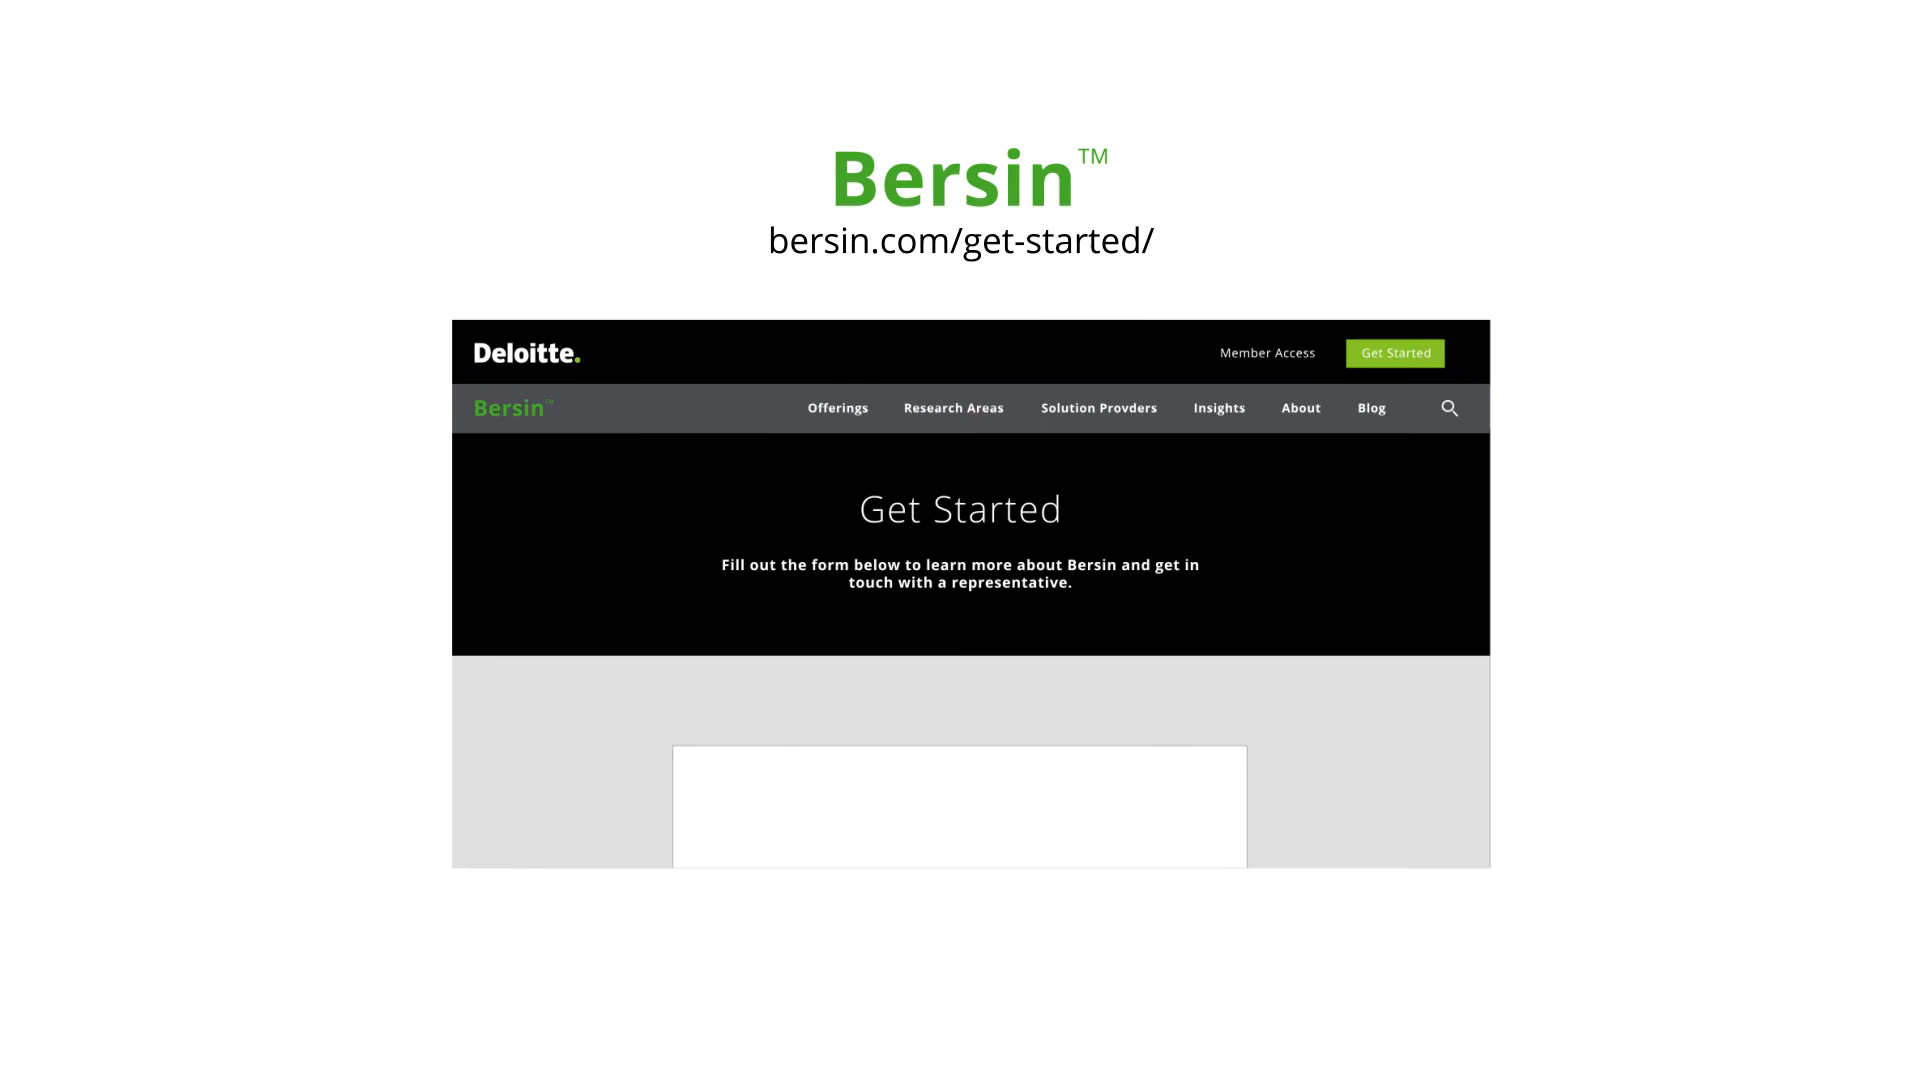 Bersin™
bersin.com/get-started/
Deloitte.
Member Access
Get Started
Bersin™
Offerings
Research Areas
Solution Provders
Insights
About
Blog
Get Started
Fill out the form below to learn more about Bersin and get in
touch with a representative.